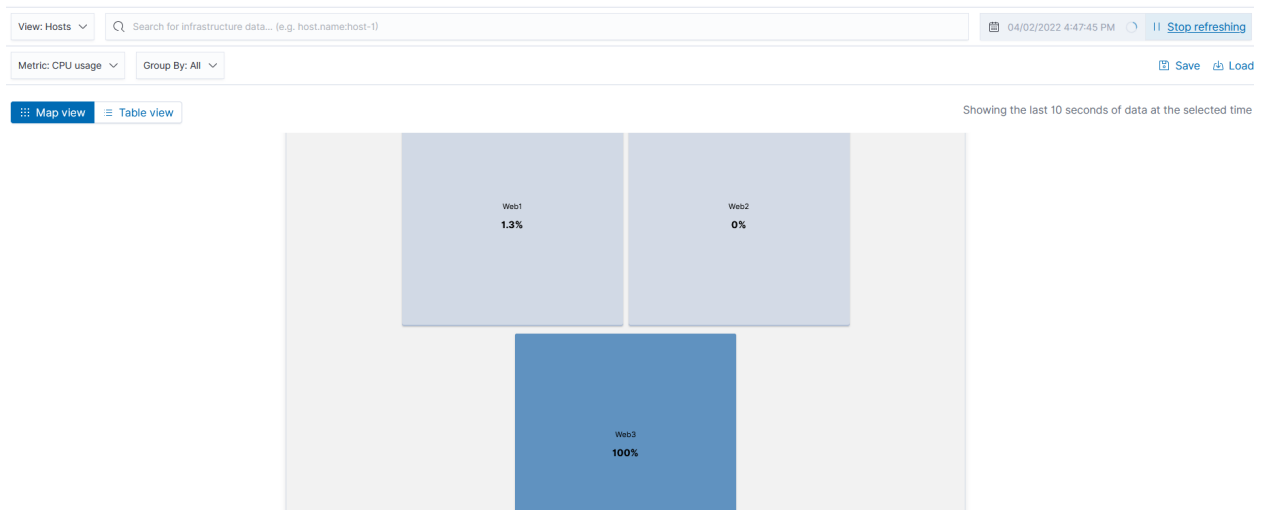 View: Hosts
Search for infrastructure data... (e.g. host.name:host-1)
04/02/2022 4:47:45 PM
Stop refreshing
Metric: CPU usage
Group By: All
Save
Load
Map view
Table view
Showing the last 10 seconds of data at the selected time
Web1
1.3%
Web2
0%
Web3
100%